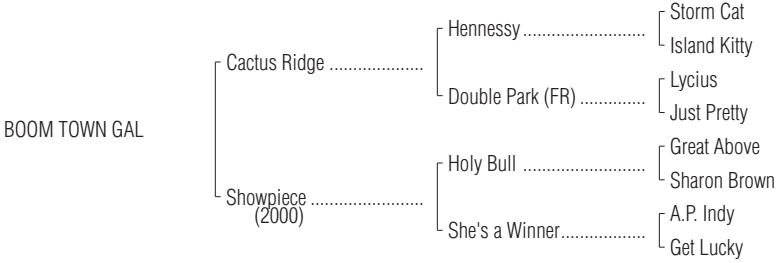 Storm Cat
Hennessy ..........................
Island Kitty
Cactus Ridge ....................
Lycius
Double Park (FR) ..............
Just Pretty
BOOM TOWN GAL
Great Above
Holy Bull ..........................
Sharon Brown
Showpiece ........................
(2000)
A.P. Indy
She's a Winner..................
Get Lucky